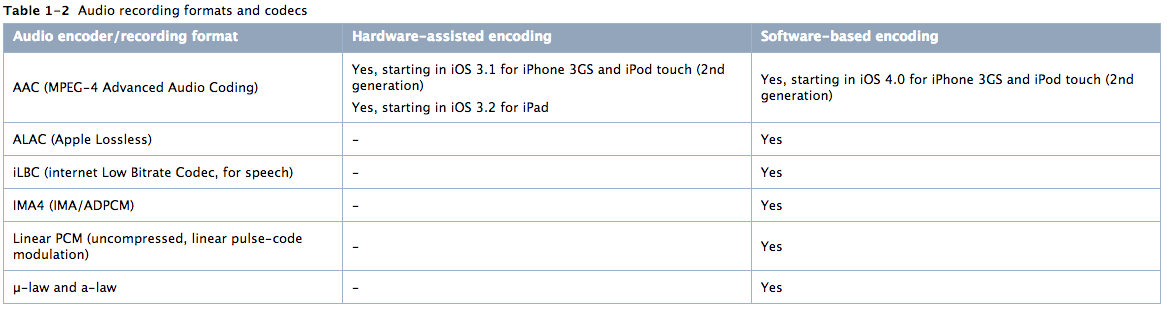 Table 1–2 Audio recording formats and codecs
Audio encoder/recording format
Hardware-assisted encoding
Software-based encoding
AAC (MPEG-4 Advanced Audio Coding)
Yes, starting in iOS 3.1 for iPhone 3GS and iPod touch (2nd
generation)
Yes, starting in iOS 3.2 for iPad
Yes, starting in iOS 4.0 for iPhone 3GS and iPod touch (2nd
generation)
ALAC (Apple Lossless)
–
Yes
iLBC (internet Low Bitrate Codec, for speech)
–
Yes
IMA4 (IMA/ADPCM)
–
Yes
Linear PCM (uncompressed, linear pulse-code
modulation)
–
Yes
μ-law and a-law
–
Yes